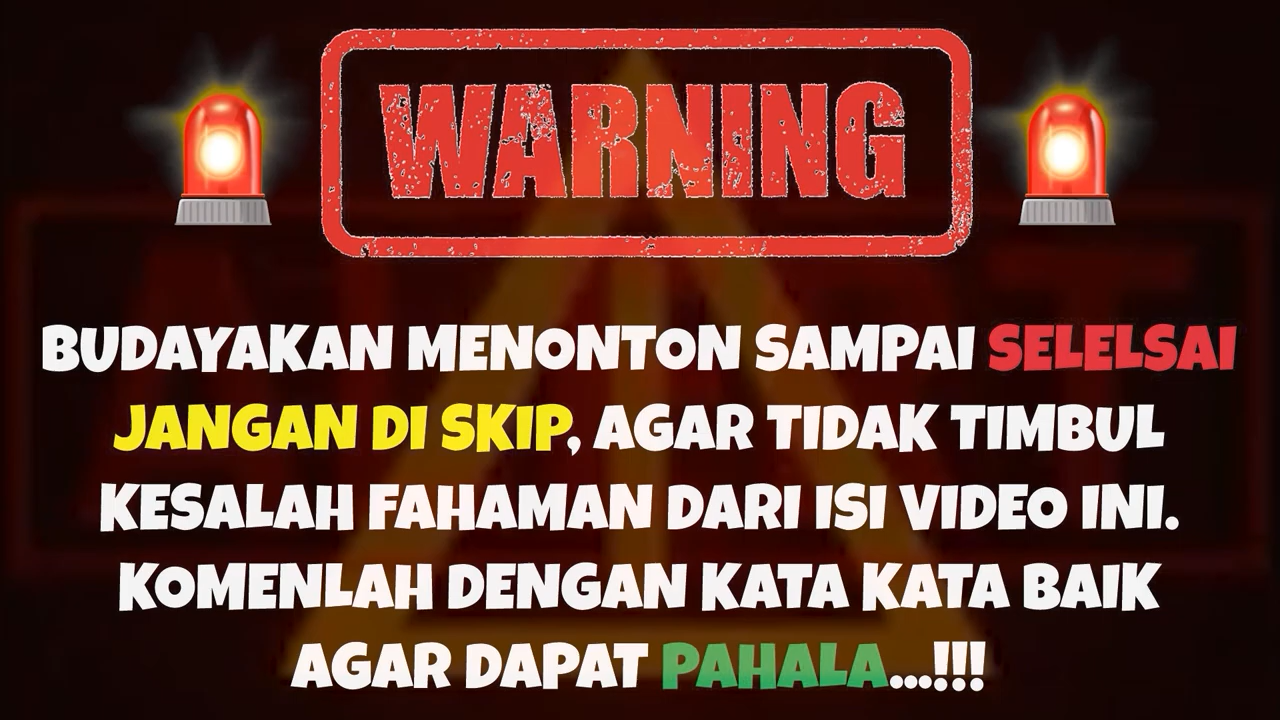 WARNING
BUDAYAKAN MENONTON SAMPAI SELELSAI
JANGAN DI SKIP, AGAR TIDAK TIMBUL
KESALAH FAHAMAN DARI ISI VIDEO INI.
KOMENLAH DENGAN KATA KATA BAIK
AGAR DAPAT PAHALA...!!!